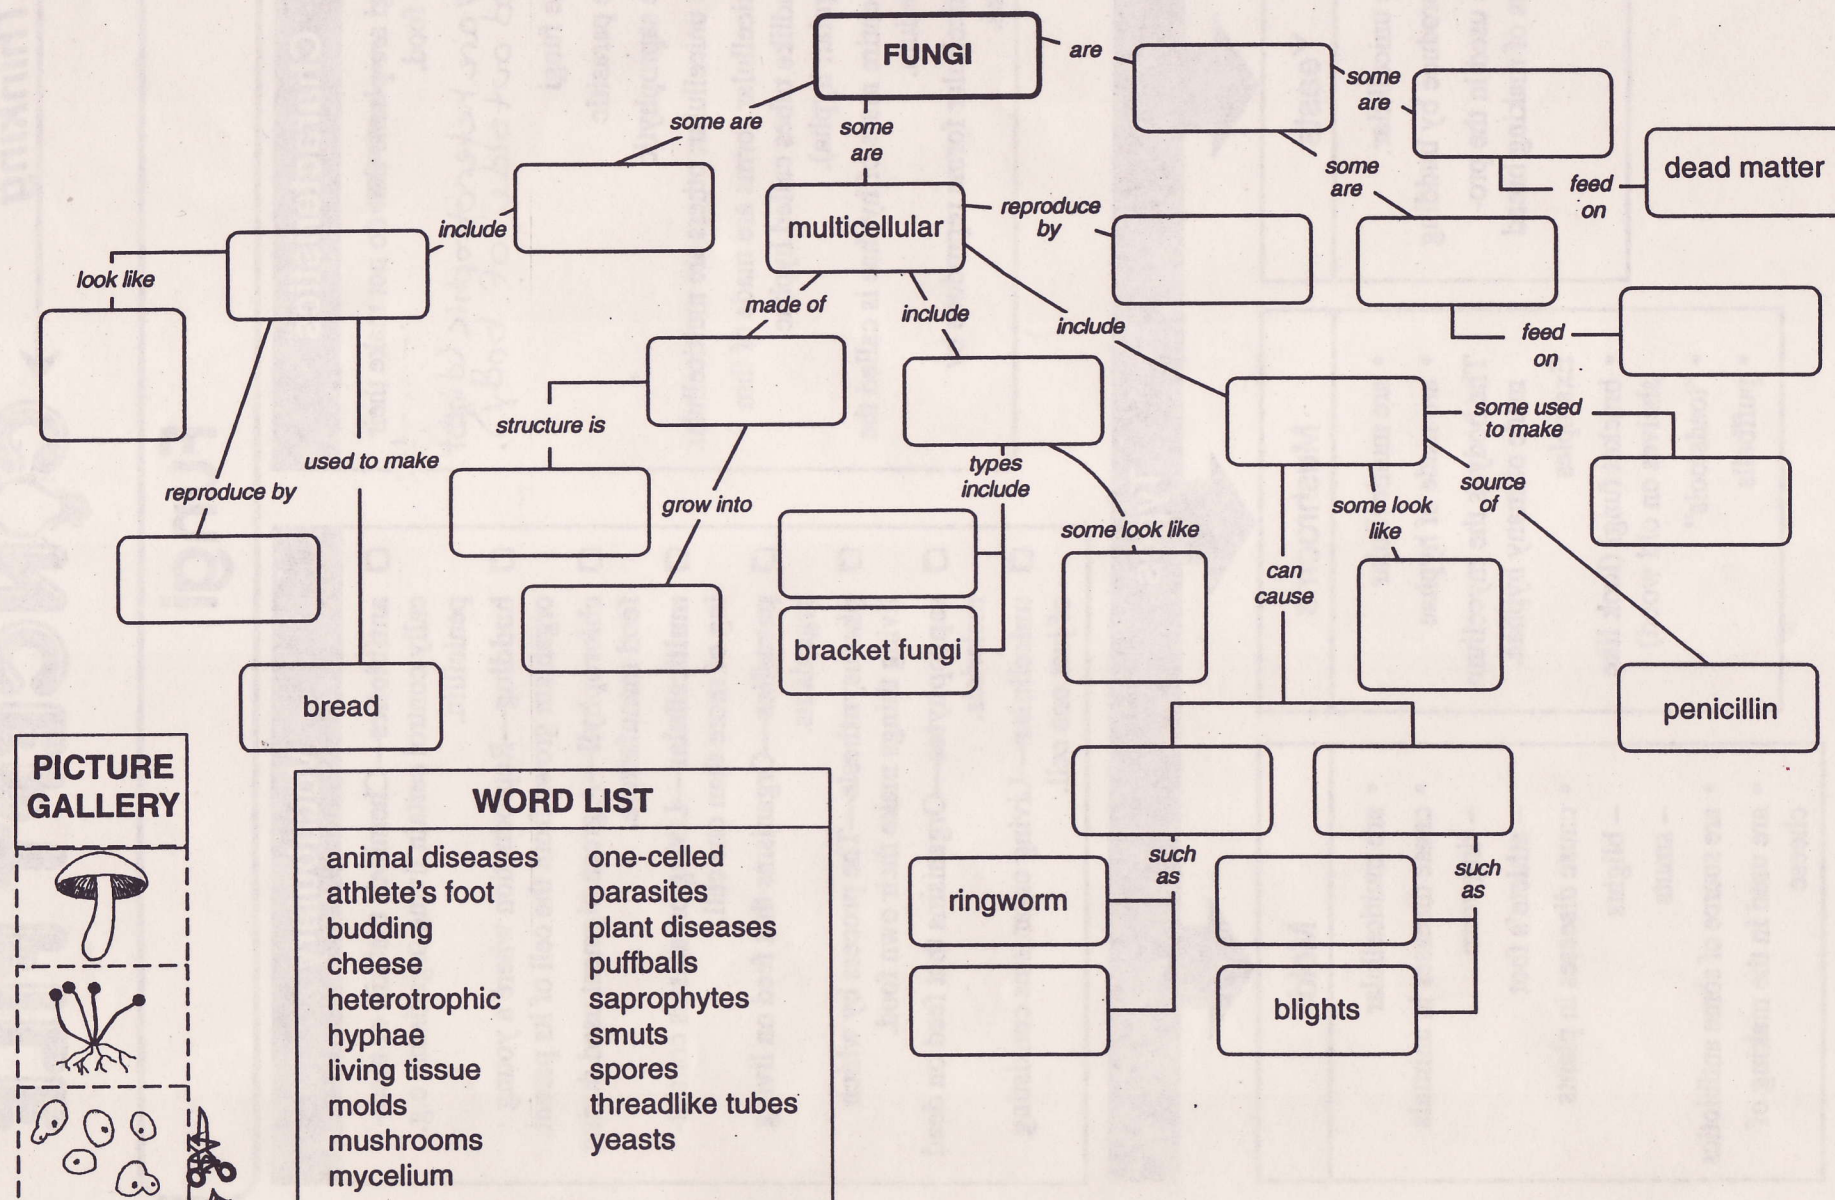 FUNGI
are
some
are
some are
some
are
some
are
dead matter
feed
on
multicellular
reproduce
by
include
look like
made of
include
include
feed
on
some used
to make
structure is
used to make
types
include
reproduce by
grow into
source
of
some look
like
some look like
can
cause
bracket fungi
bread
penicillin
PICTURE
GALLERY
WORD LIST
animal diseases
athlete's foot
budding
cheese
heterotrophic
hyphae
living tissue
molds
mushrooms
mycelium
one-celled
parasites
plant diseases
puffballs
saprophytes
smuts
spores
threadlike tubes
yeasts
such
as
such
as
ringworm
blights